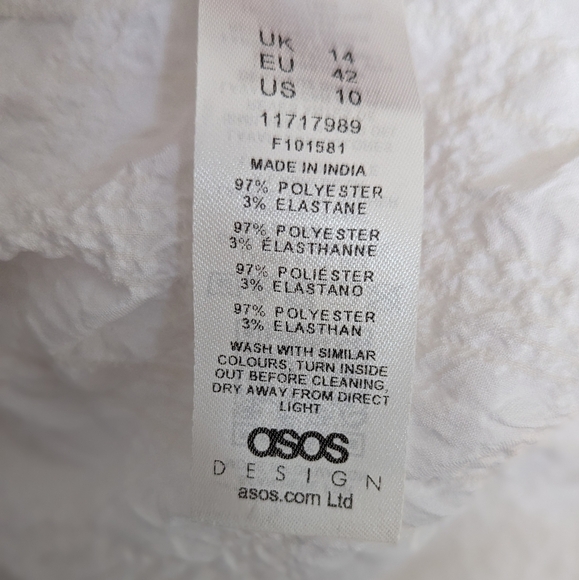 UK 14
EU 42
US 10
11717989
F101581
MADE IN INDIA
97% POLYESTER
3% ELASTANE
97% POLYESTER
3% ÉLASTHANNE
97% POLIÉSTER
3% ELASTANO
97% POLYESTER
3% ELASTHAN
WASH WITH SIMILAR
COLOURS, TURN INSIDE
OUT BEFORE CLEANING,
DRY AWAY FROM DIRECT
LIGHT
asos
DESIGN
asos.com Ltd